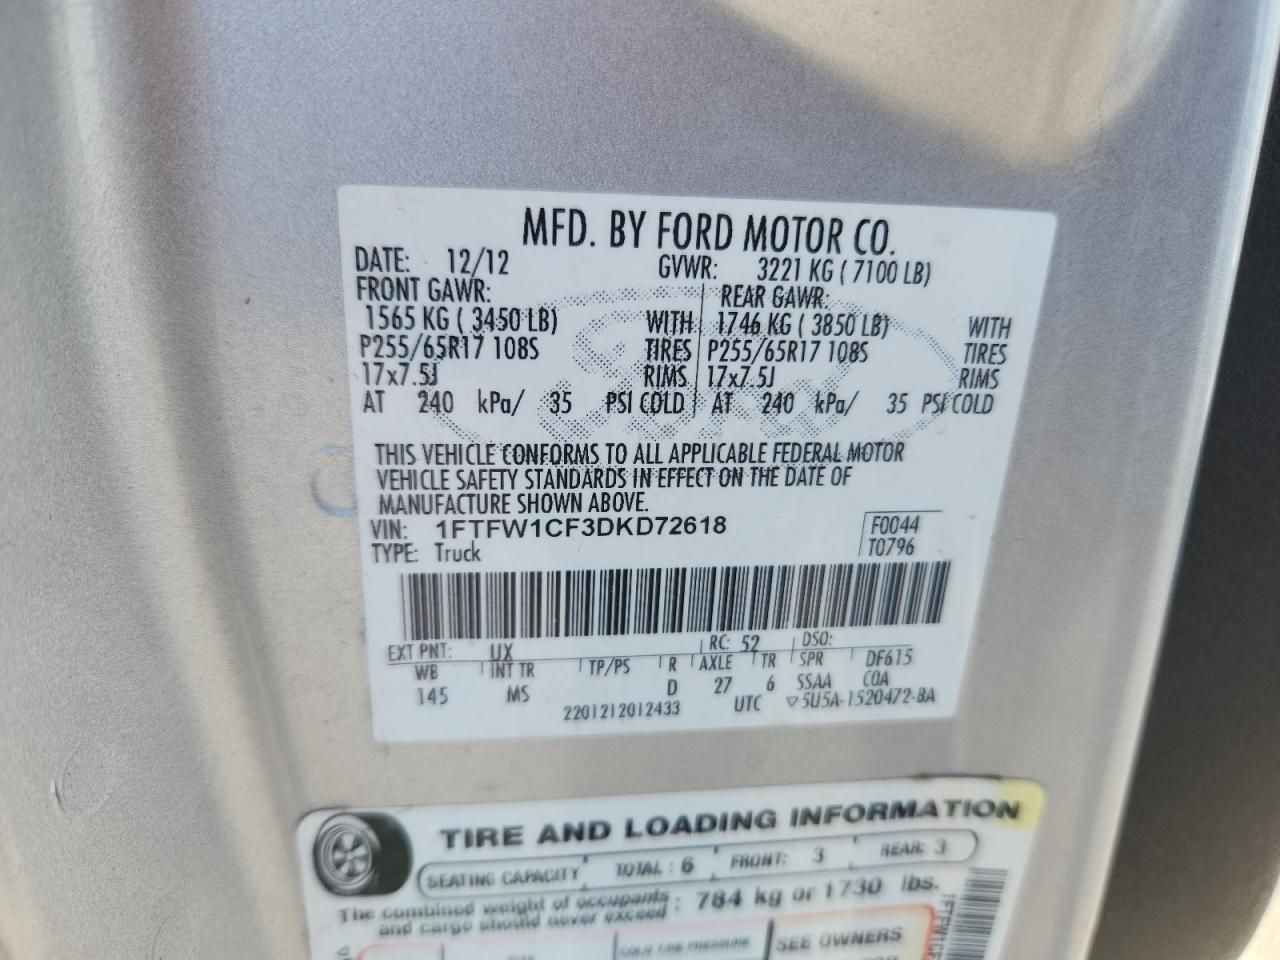 MFD. BY FORD MOTOR CO.
DATE: 12/12 GVWR: 3221 KG ( 7100 LB)
FRONT GAWR: REAR GAWR:
1565 KG ( 3450 LB) WITH 1746 KG ( 3850 LB) WITH
P255/65R17 108S TIRES P255/65R17 108S TIRES
17x7.5J RIMS 17x7.5J RIMS
AT 240 kPa/ 35 PSI COLD AT 240 kPa/ 35 PSI COLD
Ford
THIS VEHICLE CONFORMS TO ALL APPLICABLE FEDERAL MOTOR
VEHICLE SAFETY STANDARDS IN EFFECT ON THE DATE OF
MANUFACTURE SHOWN ABOVE.
VIN: 1FTFW1CF3DKD72618 F0044
TYPE: Truck T0796
EXT PNT: UX RC: 52 DSO:
WB INT TR TP/PS R AXLE TR SPR DF615
145 MS D 27 6 SSAA COA
2201212012433 UTC ▽5U5A-1520472-BA
TIRE AND LOADING INFORMATION
SEATING CAPACITY TOTAL : 6 FRONT: 3 REAR: 3
The combined weight of occupants : 784 kg or 1730 lbs.
and cargo should never exceed
COLD TIRE PRESSURE SEE OWNERS